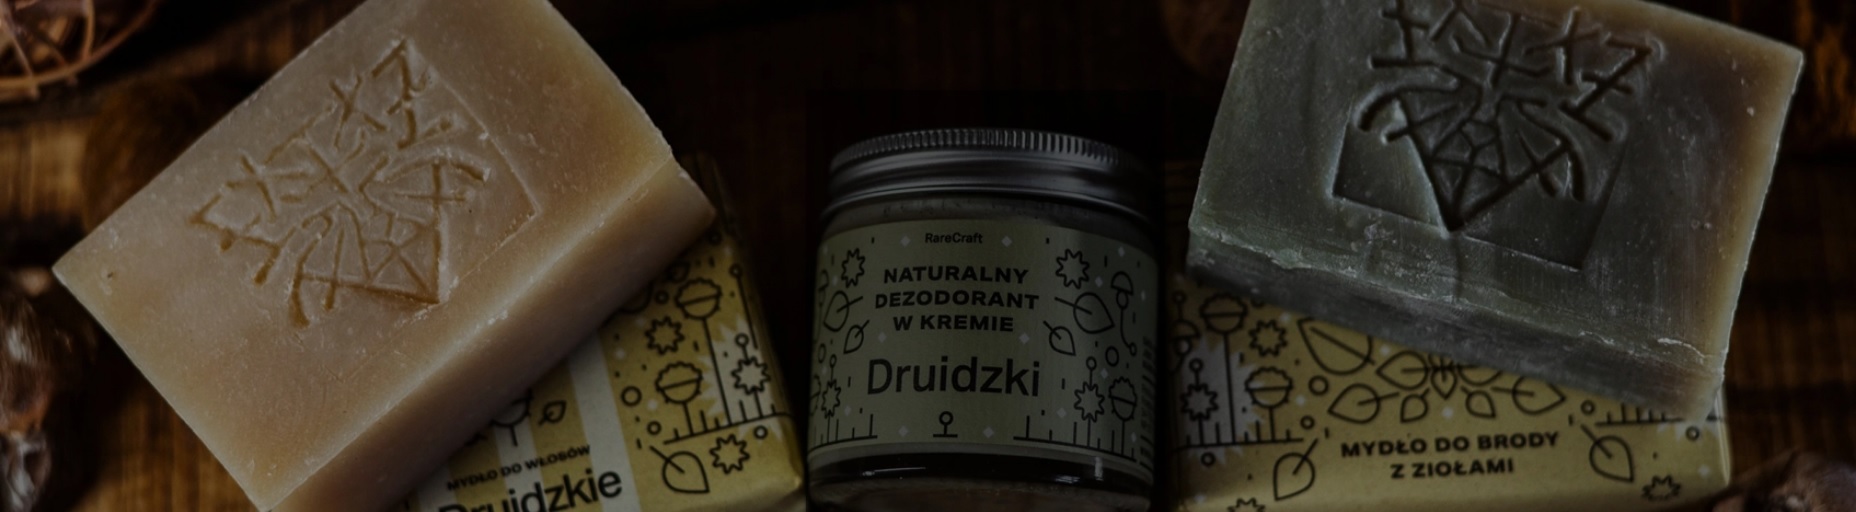 RareCraft
NATURALNY
DEZODORANT
W KREMIE
Druidzki
MYDŁO DO WŁOSÓW
Druidzkie
MYDŁO DO BRODY
Z ZIOŁAMI